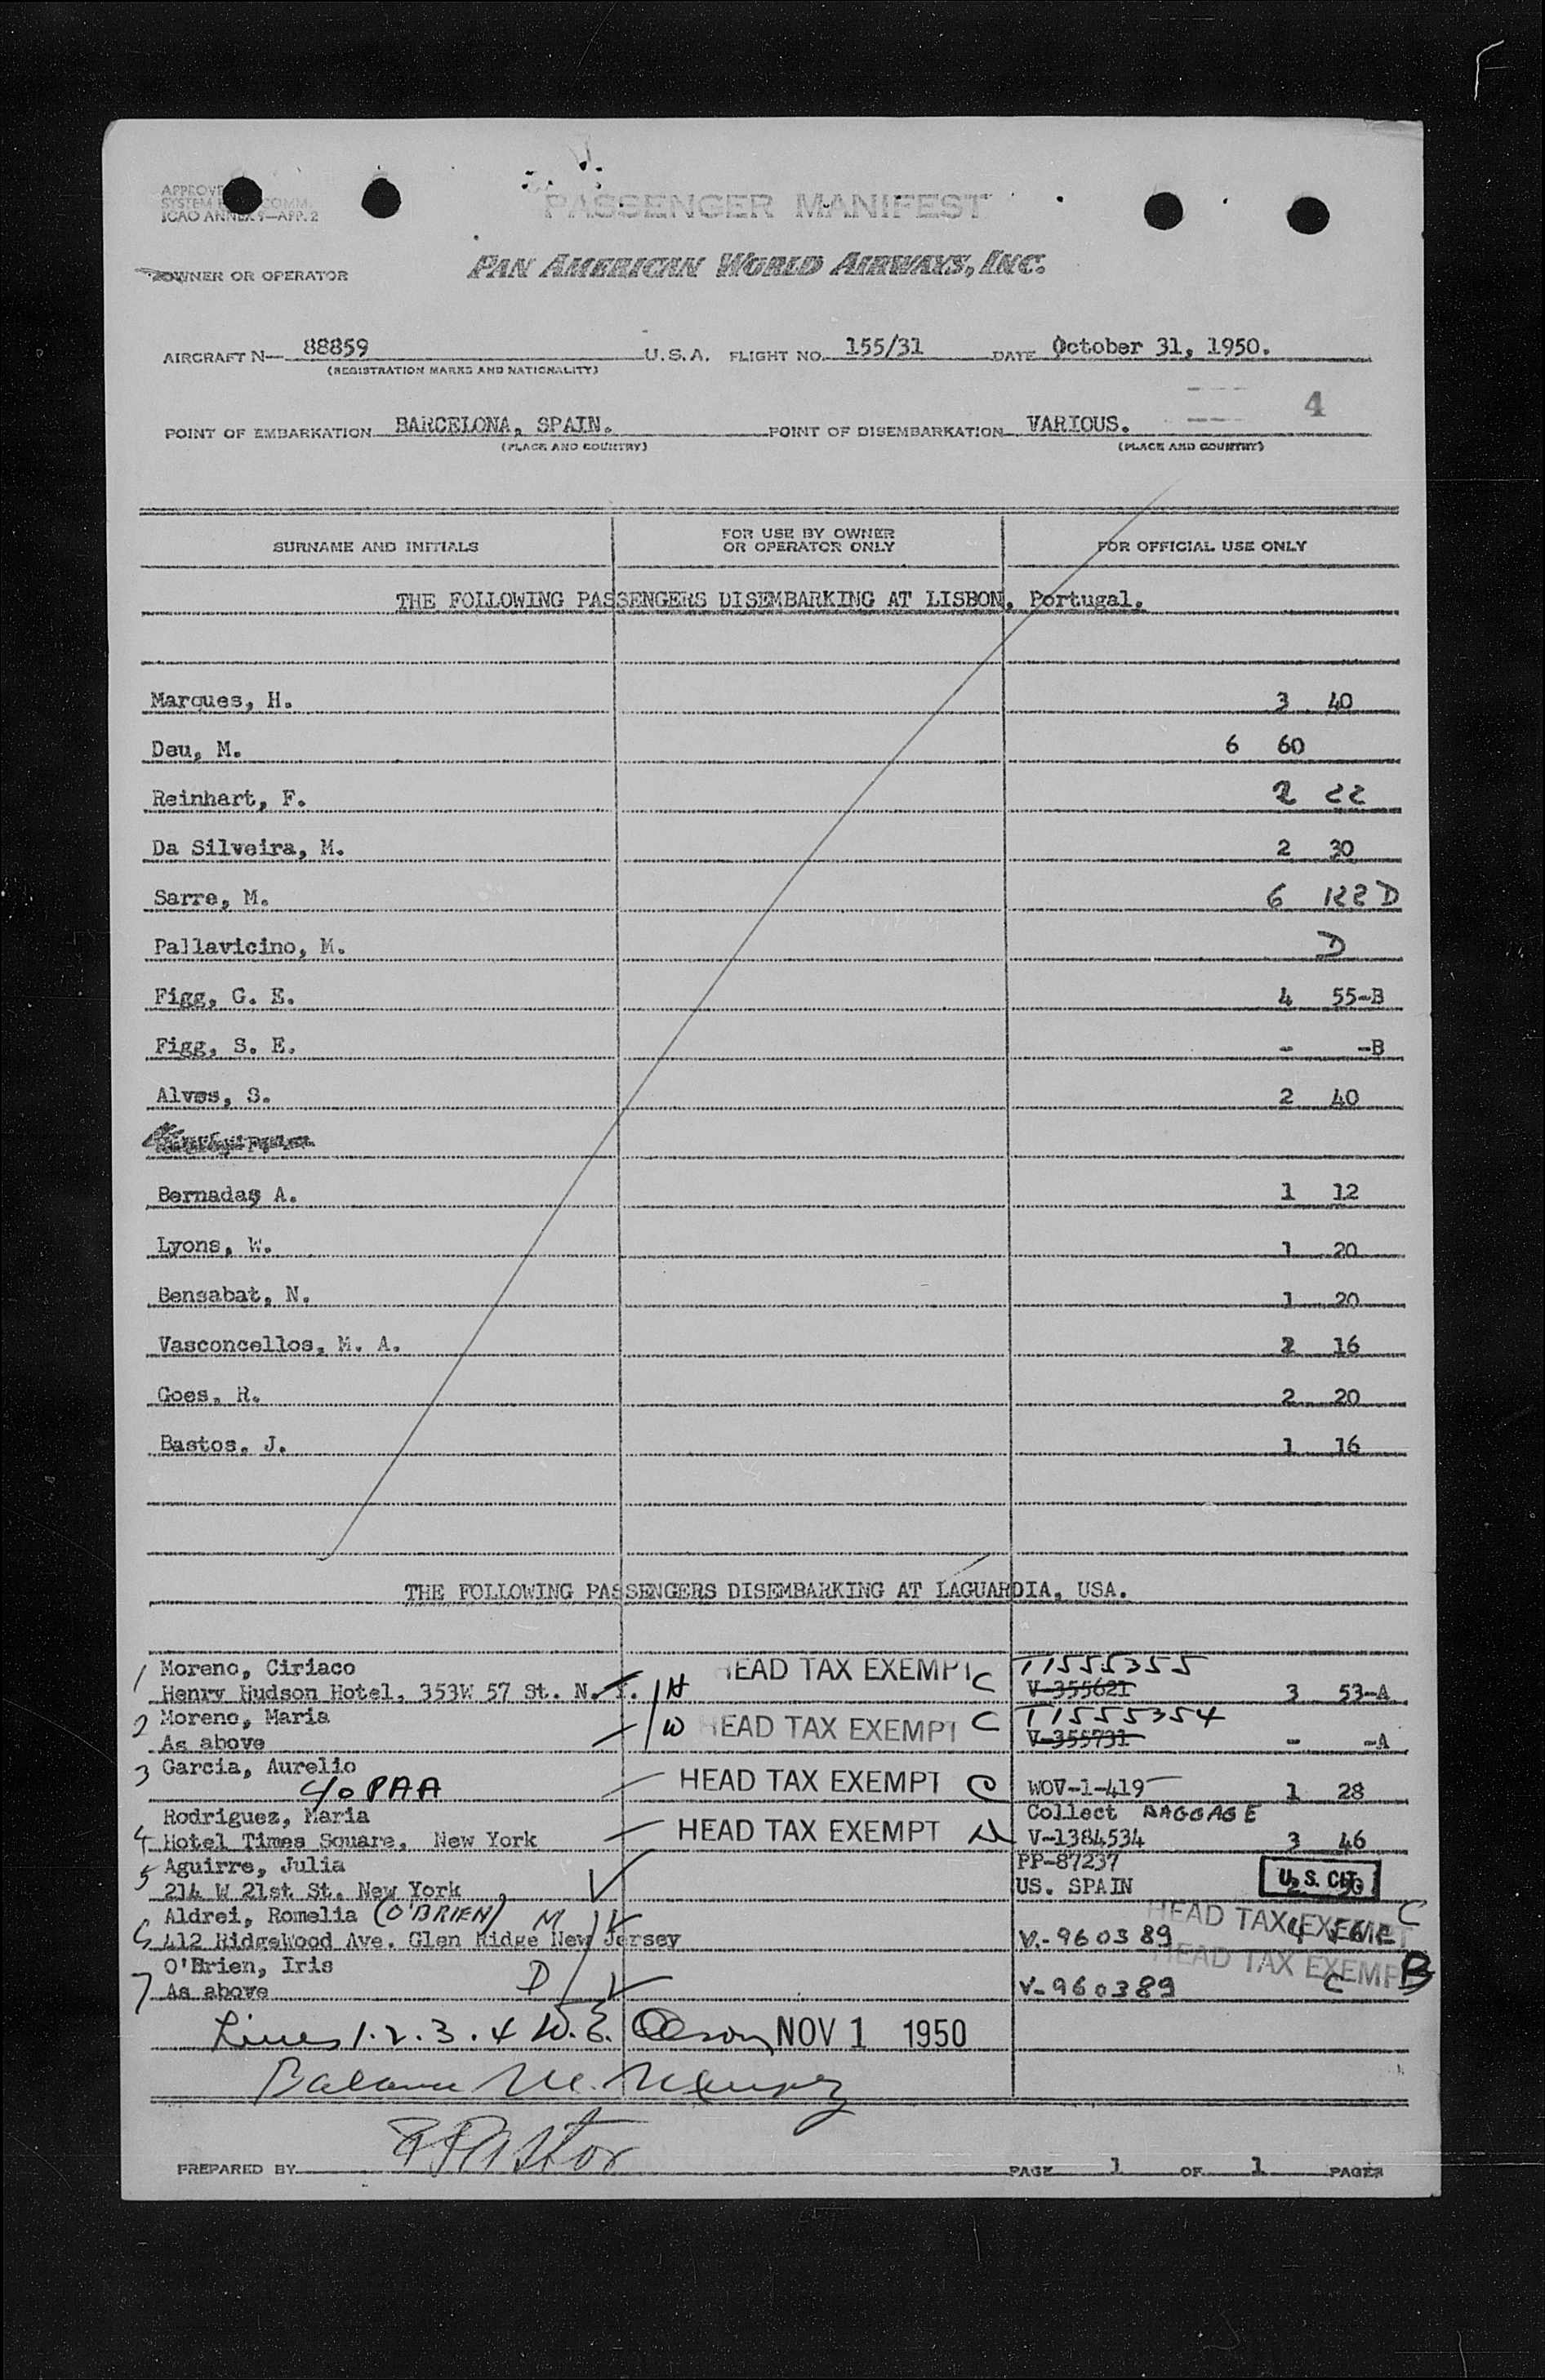 PASSENGER MANIFEST
ICAO ANNEX 9—APP. 2
OWNER OR OPERATOR PAN AMERICAN WORLD AIRWAYS, INC.
AIRCRAFT N— 88859 U.S.A. FLIGHT NO. 155/31 DATE October 31, 1950.
(REGISTRATION MARKS AND NATIONALITY)
4
POINT OF EMBARKATION BARCELONA, SPAIN. POINT OF DISEMBARKATION VARIOUS.
(PLACE AND COUNTRY) (PLACE AND COUNTRY)
SURNAME AND INITIALS FOR USE BY OWNER OR OPERATOR ONLY FOR OFFICIAL USE ONLY
THE FOLLOWING PASSENGERS DISEMBARKING AT LISBON, Portugal.
Marques, H. 3 40
Deu, M. 6 60
Reinhart, F. 2 22
Da Silveira, M. 2 30
Sarre, M. 6 D
Pallavicino, M. D
Figg, G. E. 4 55-B
Figg, S. E. - -B
Alves, S. 2 40
Bernadas A. 1 12
Lyons, W. 1 20
Bensabat, N. 1 20
Vasconcellos, M. A. 2 16
Goes, R. 2 20
Bastos, J. 1 16
THE FOLLOWING PASSENGERS DISEMBARKING AT LAGUARDIA, USA.
1 Moreno, Ciriaco HEAD TAX EXEMPT C T1555355
Henry Hudson Hotel, 353W 57 St. N. Y. H V-355621 3 53-A
2 Moreno, Maria W HEAD TAX EXEMPT C T1555354
As above V-355731 - -A
3 Garcia, Aurelio
C/O PAA HEAD TAX EXEMPT C WOV-1-419 1 28
Rodriguez, Maria Collect BAGGAGE
4 Hotel Times Square, New York HEAD TAX EXEMPT V-1384534 3 46
5 Aguirre, Julia PP-87237
214 W 21st St. New York US. SPAIN U.S. CIT.
Aldrei, Romelia (O'BRIEN) M HEAD TAX EXEMPT C
6 412 Ridgewood Ave. Glen Ridge New Jersey V-960389
O'Brien, Iris D HEAD TAX EXEMPT B
7 As above V-960389 C
Lines 1.2.3.4 W.E. Olson NOV 1 1950
PREPARED BY PPastor PAGE 1 OF 1 PAGES